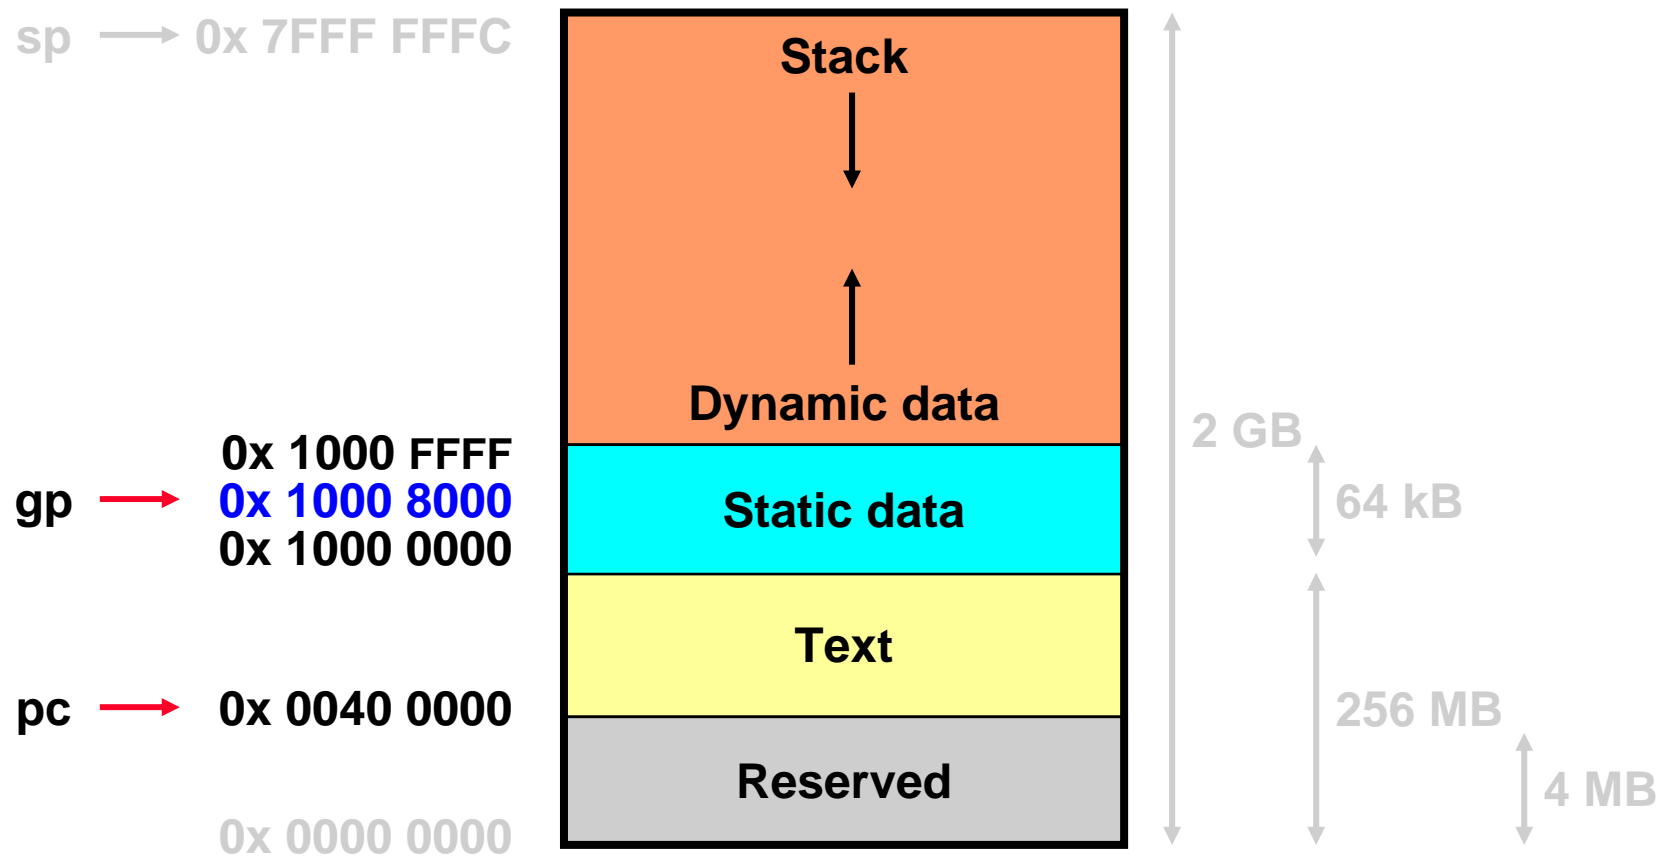 sp
0x 7FFF FFFC
Stack
Dynamic data
2 GB
0x 1000 FFFF
gp
0x 1000 8000
Static data
64 kB
0x 1000 0000
Text
pc
0x 0040 0000
256 MB
Reserved
4 MB
0x 0000 0000